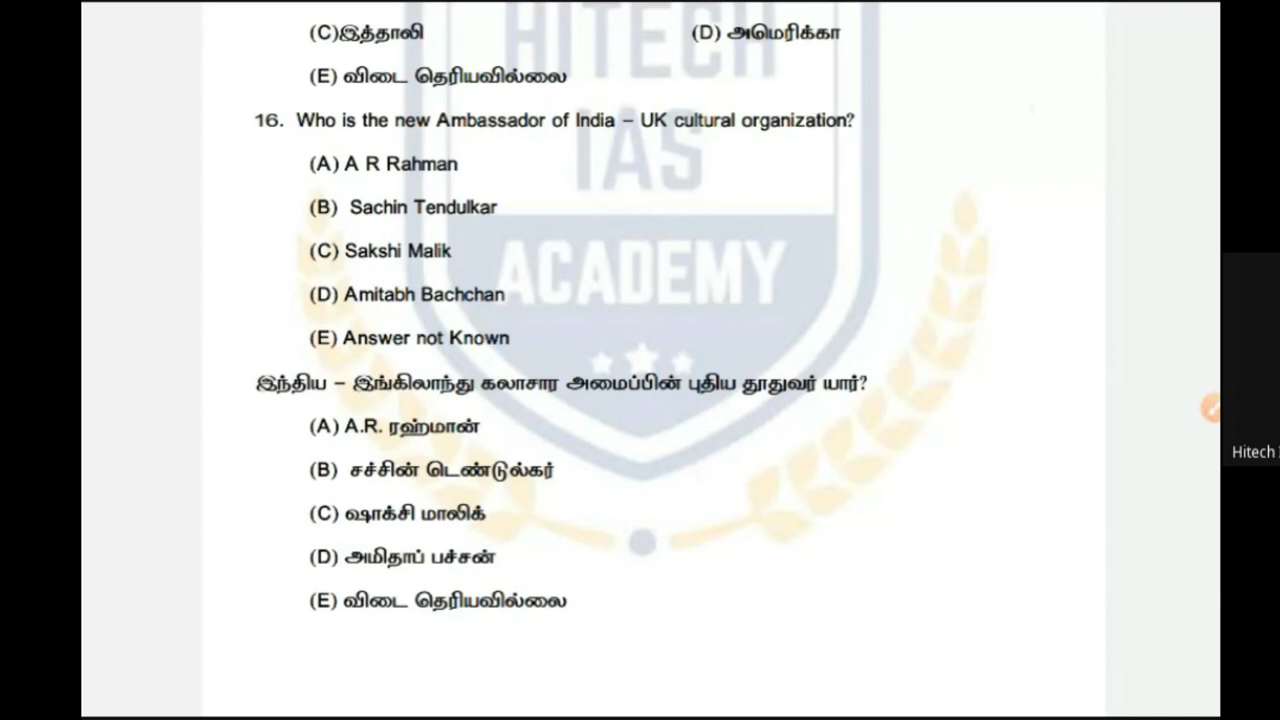 (C)இத்தாலி (D) அமெரிக்கா
(E) விடை தெரியவில்லை
16. Who is the new Ambassador of India – UK cultural organization?
(A) A R Rahman
(B) Sachin Tendulkar
(C) Sakshi Malik
(D) Amitabh Bachchan
(E) Answer not Known
இந்திய – இங்கிலாந்து கலாசார அமைப்பின் புதிய தூதுவர் யார்?
(A) A.R. ரஹ்மான்
(B) சச்சின் டெண்டுல்கர்
(C) ஷாக்சி மாலிக்
(D) அமிதாப் பச்சன்
(E) விடை தெரியவில்லை
HITECH
IAS
ACADEMY
Hitech